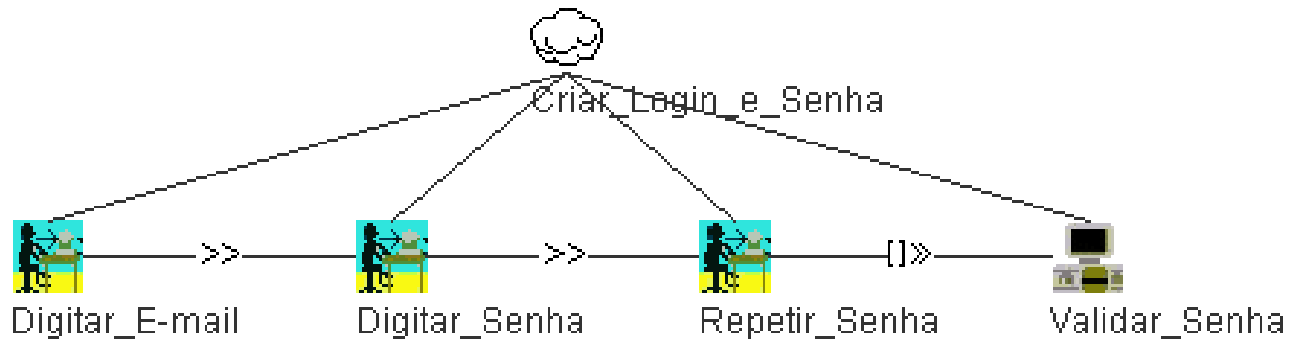 Criar_Login_e_Senha
>> >> []»
Digitar_E-mail Digitar_Senha Repetir_Senha Validar_Senha